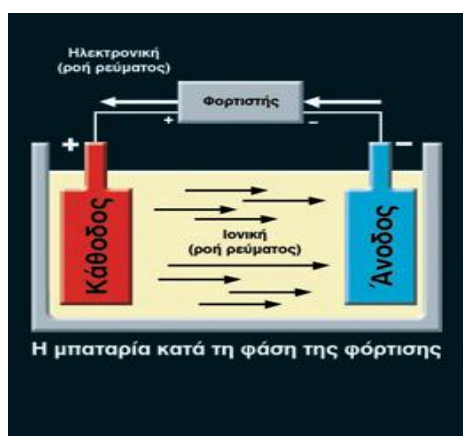 Ηλεκτρονική
(ροή ρεύματος)
Φορτιστής
+ −
+ −
Κάθοδος
Ιονική
(ροή ρεύματος)
Άνοδος
Η μπαταρία κατά τη φάση της φόρτισης